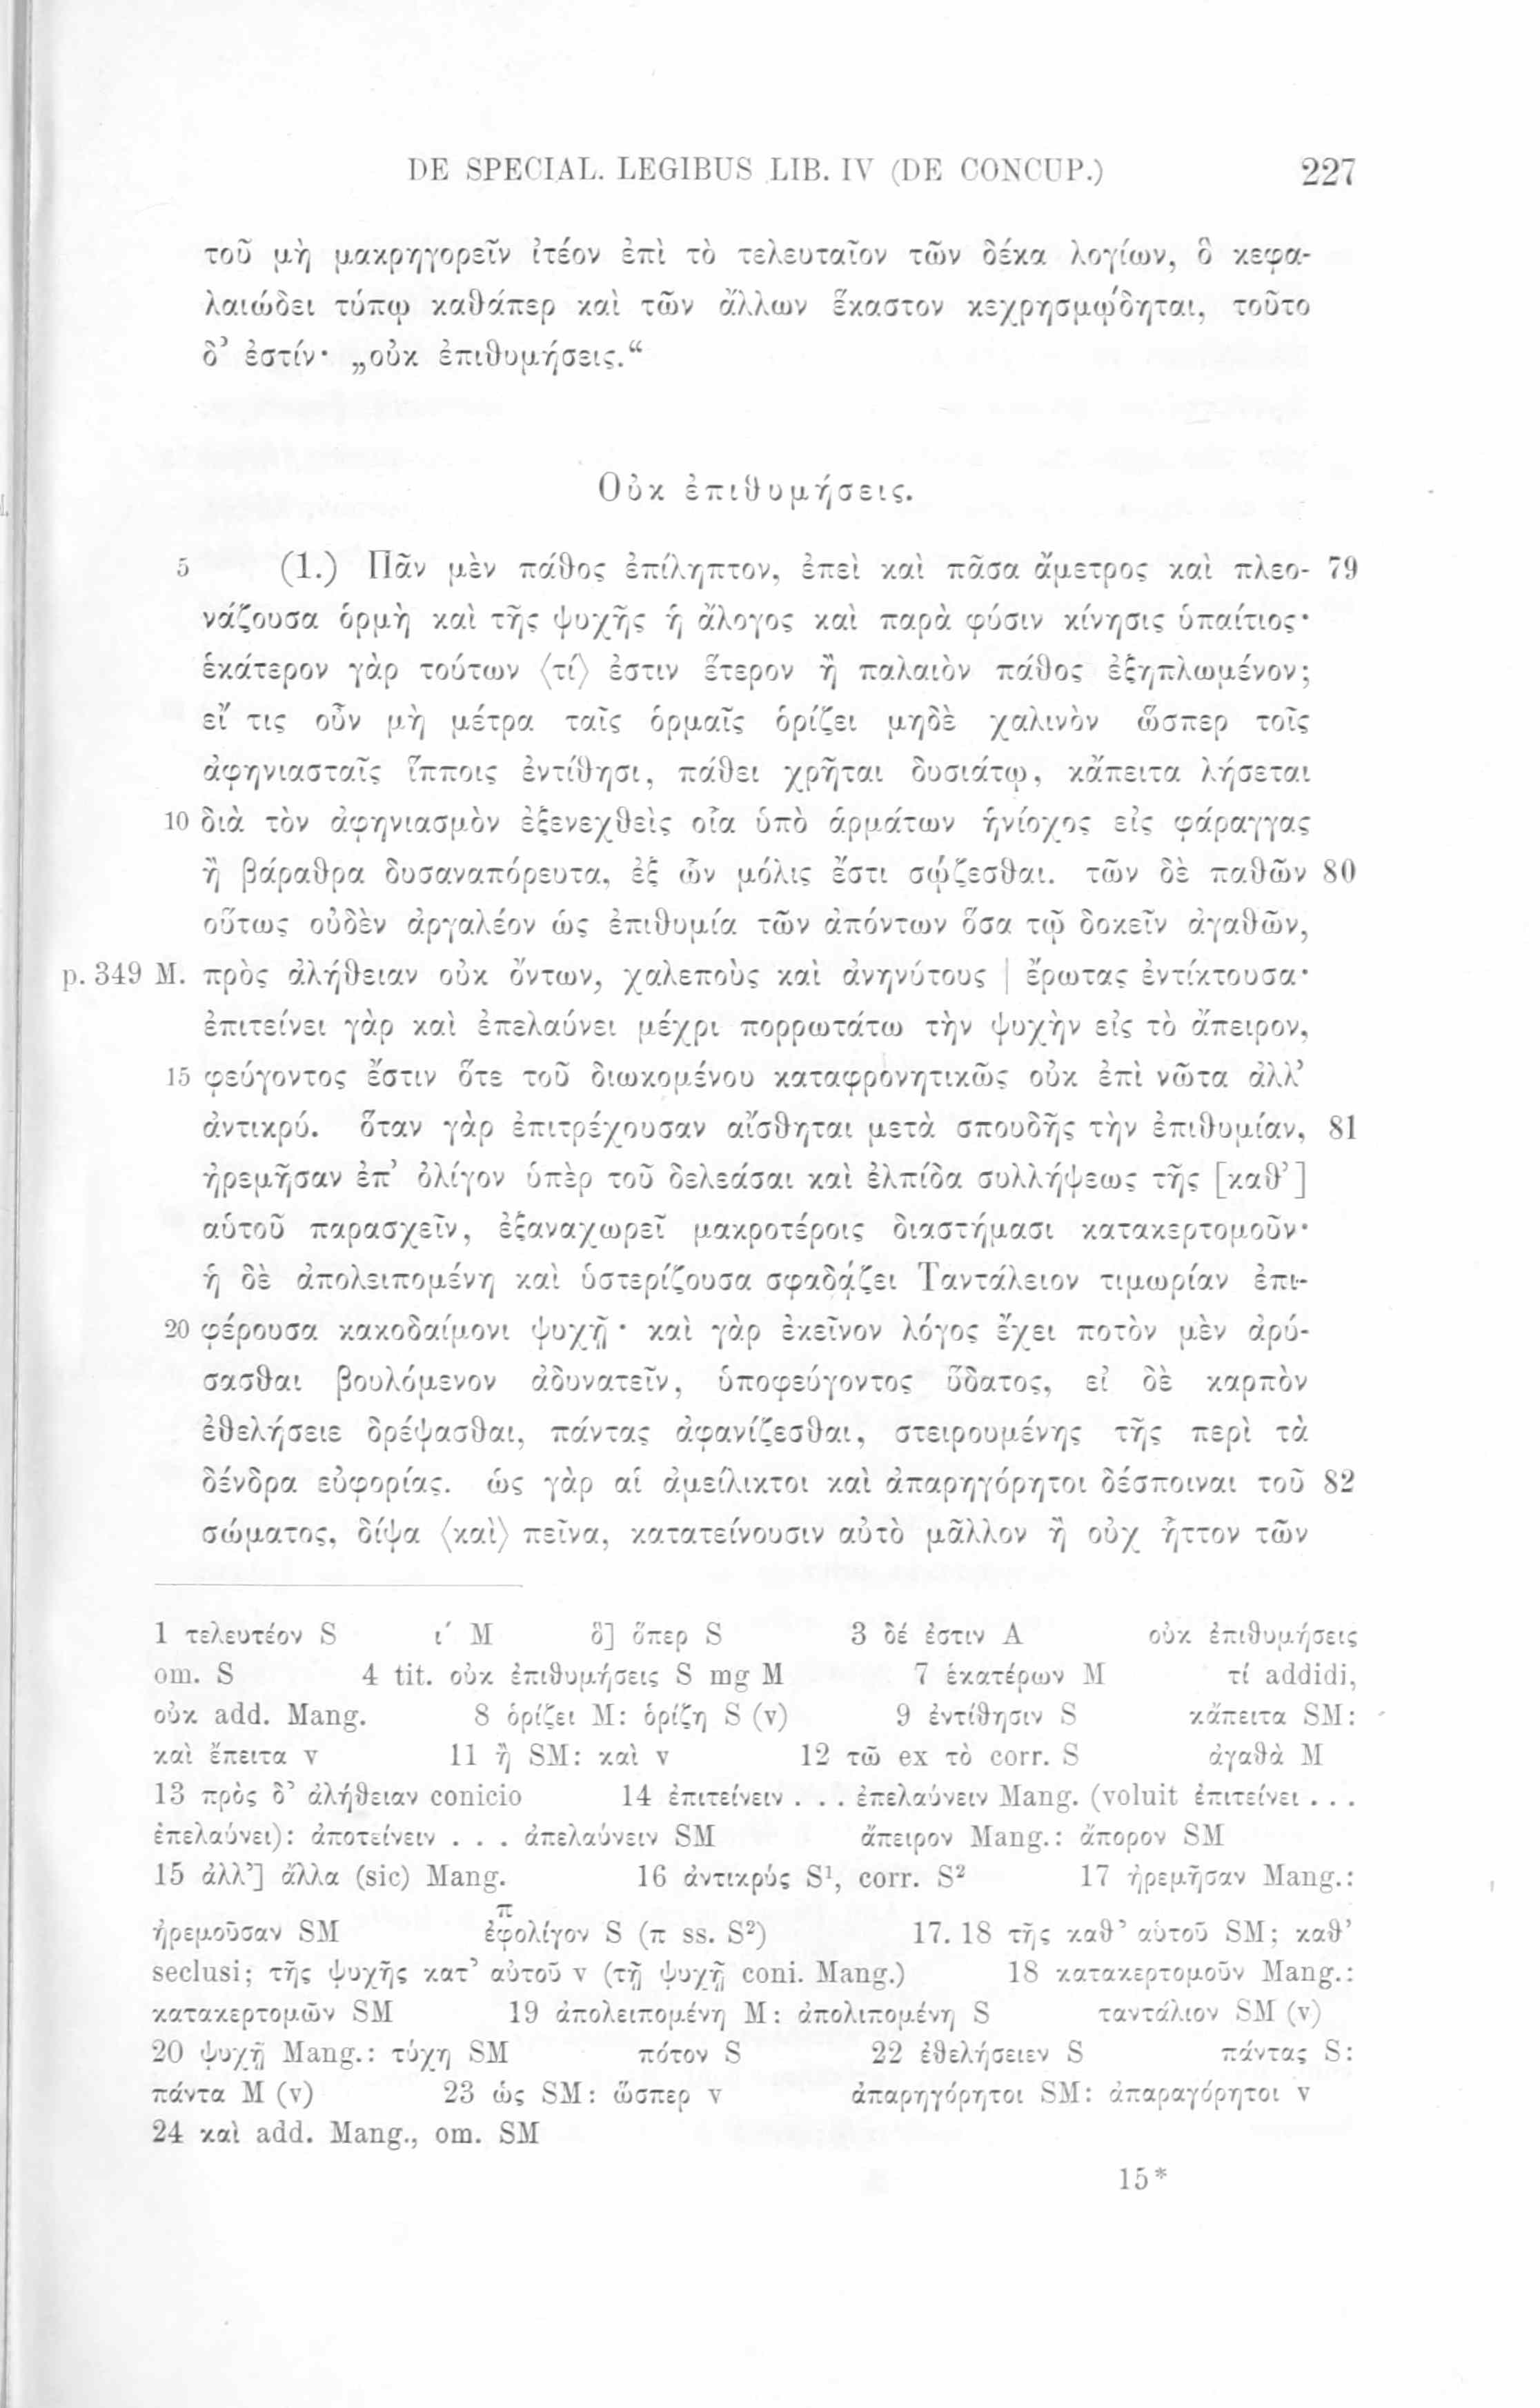 DE SPECIAL. LEGIBUS LIB. IV (DE CONCUP.) 227
τοῦ μὴ μακρηγορεῖν ἰτέον ἐπὶ τὸ τελευταῖον τῶν δέκα λογίων, ὃ κεφα-
λαιώδει τύπῳ καθάπερ καὶ τῶν ἄλλων ἕκαστον κεχρησμῴδηται, τοῦτο
δ’ ἐστίν· „οὐκ ἐπιθυμήσεις.“
Οὐκ ἐπιθυμήσεις.
5 (1.) Πᾶν μὲν πάθος ἐπίληπτον, ἐπεὶ καὶ πᾶσα ἄμετρος καὶ πλεο- 79
νάζουσα ὁρμὴ καὶ τῆς ψυχῆς ἡ ἄλογος καὶ παρὰ φύσιν κίνησις ὑπαίτιος·
ἑκάτερον γὰρ τούτων 〈τί〉 ἐστιν ἕτερον ἢ παλαιὸν πάθος ἐξηπλωμένον;
εἴ τις οὖν μὴ μέτρα ταῖς ὁρμαῖς ὁρίζει μηδὲ χαλινὸν ὥσπερ τοῖς
ἀφηνιασταῖς ἵπποις ἐντίθησι, πάθει χρῆται δυσιάτῳ, κἄπειτα λήσεται
10 διὰ τὸν ἀφηνιασμὸν ἐξενεχθεὶς οἷα ὑπὸ ἁρμάτων ἡνίοχος εἰς φάραγγας
ἢ βάραθρα δυσαναπόρευτα, ἐξ ὧν μόλις ἔστι σῴζεσθαι. τῶν δὲ παθῶν 80
οὕτως οὐδὲν ἀργαλέον ὡς ἐπιθυμία τῶν ἀπόντων ὅσα τῷ δοκεῖν ἀγαθῶν,
p. 349 M. πρὸς ἀλήθειαν οὐκ ὄντων, χαλεποὺς καὶ ἀνηνύτους | ἔρωτας ἐντίκτουσα·
ἐπιτείνει γὰρ καὶ ἐπελαύνει μέχρι πορρωτάτω τὴν ψυχὴν εἰς τὸ ἄπειρον,
15 φεύγοντος ἔστιν ὅτε τοῦ διωκομένου καταφρονητικῶς οὐκ ἐπὶ νῶτα ἀλλ’
ἀντικρύ. ὅταν γὰρ ἐπιτρέχουσαν αἴσθηται μετὰ σπουδῆς τὴν ἐπιθυμίαν, 81
ἠρεμῆσαν ἐπ’ ὀλίγον ὑπὲρ τοῦ δελεάσαι καὶ ἐλπίδα συλλήψεως τῆς [καθ’]
αὑτοῦ παρασχεῖν, ἐξαναχωρεῖ μακροτέροις διαστήμασι κατακερτομοῦν·
ἡ δὲ ἀπολειπομένη καὶ ὑστερίζουσα σφαδᾴζει Ταντάλειον τιμωρίαν ἐπι-
20 φέρουσα κακοδαίμονι ψυχῇ· καὶ γὰρ ἐκεῖνον λόγος ἔχει ποτὸν μὲν ἀρύ-
σασθαι βουλόμενον ἀδυνατεῖν, ὑποφεύγοντος ὕδατος, εἰ δὲ καρπὸν
ἐθελήσειε δρέψασθαι, πάντας ἀφανίζεσθαι, στειρουμένης τῆς περὶ τὰ
δένδρα εὐφορίας. ὡς γὰρ αἱ ἀμείλικτοι καὶ ἀπαρηγόρητοι δέσποιναι τοῦ 82
σώματος, δίψα 〈καὶ〉 πεῖνα, κατατείνουσιν αὐτὸ μᾶλλον ἢ οὐχ ἧττον τῶν
1 τελευτέον S ι´ M ὃ] ὅπερ S 3 δέ ἐστιν A οὐκ ἐπιθυμήσεις
om. S 4 tit. οὐκ ἐπιθυμήσεις S mg M 7 ἑκατέρων M τί addidi,
οὐκ add. Mang. 8 ὁρίζει M: ὁρίζῃ S (v) 9 ἐντίθησιν S κἄπειτα SM:
καὶ ἔπειτα v 11 ἢ SM: καὶ v 12 τῶ ex τὸ corr. S ἀγαθὰ M
13 πρὸς δ’ ἀλήθειαν conicio 14 ἐπιτείνειν . . . ἐπελαύνειν Mang. (voluit ἐπιτείνει . . .
ἐπελαύνει): ἀποτείνειν . . . ἀπελαύνειν SM ἄπειρον Mang.: ἄπορον SM
15 ἀλλ’] ἄλλα (sic) Mang. 16 ἀντικρύς S¹, corr. S² 17 ἠρεμῆσαν Mang.:
π
ἠρεμοῦσαν SM ἐφολίγον S (π ss. S²) 17. 18 τῆς καθ’ αὑτοῦ SM; καθ’
seclusi; τῆς ψυχῆς κατ’ αὐτοῦ v (τῇ ψυχῇ coni. Mang.) 18 κατακερτομοῦν Mang.:
κατακερτομῶν SM 19 ἀπολειπομένη M: ἀπολιπομένη S ταντάλιον SM (v)
20 ψυχῇ Mang.: τύχη SM πότον S 22 ἐθελήσειεν S πάντας S:
πάντα M (v) 23 ὡς SM: ὥσπερ v ἀπαρηγόρητοι SM: ἀπαραγόρητοι v
24 καὶ add. Mang., om. SM
15*